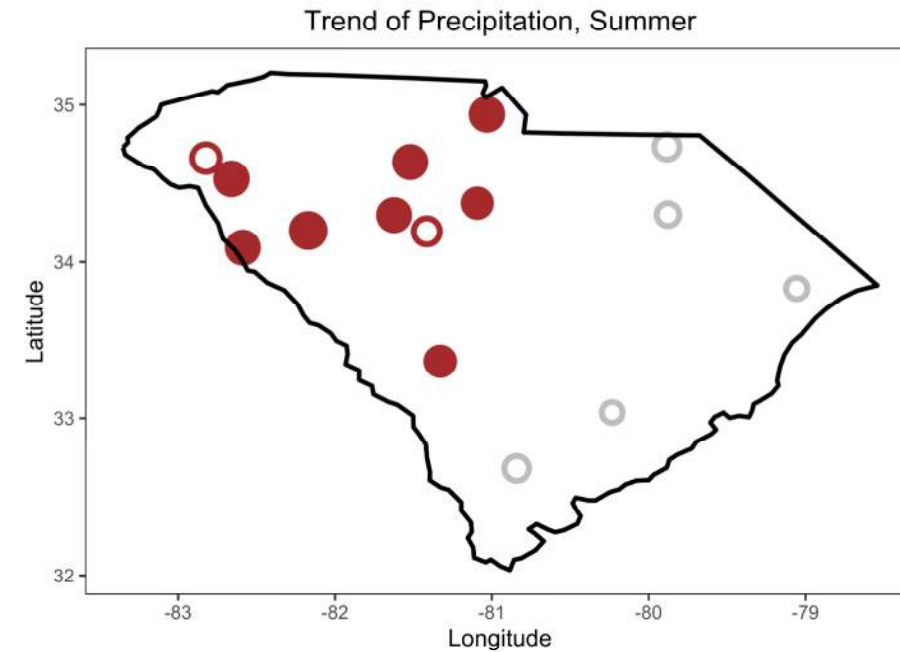 Trend of Precipitation, Summer
35
34
33
32
Latitude
-83 -82 -81 -80 -79
Longitude